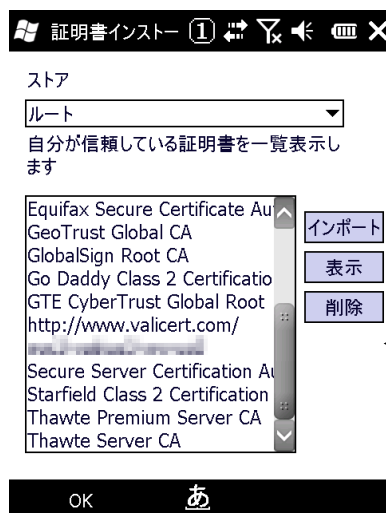 証明書インストー 1
ストア
ルート
自分が信頼している証明書を一覧表示し
ます
Equifax Secure Certificate Au
GeoTrust Global CA
GlobalSign Root CA
Go Daddy Class 2 Certificatio
GTE CyberTrust Global Root
http://www.valicert.com/
Secure Server Certification Au
Starfield Class 2 Certification
Thawte Premium Server CA
Thawte Server CA
インポート
表示
削除
OK
あ